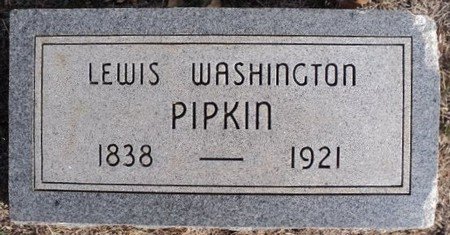 LEWIS WASHINGTON
PIPKIN
1838 — 1921